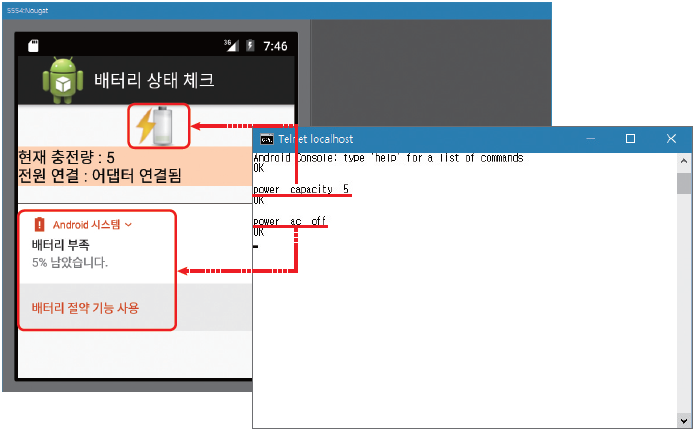 5554:Nougat
3G 7:46
배터리 상태 체크
현재 충전량 : 5
전원 연결 : 어댑터 연결됨
Android 시스템
배터리 부족
5% 남았습니다.
배터리 절약 기능 사용
Telnet localhost
Android Console: type 'help' for a list of commands
OK
power capacity 5
OK
power ac off
OK